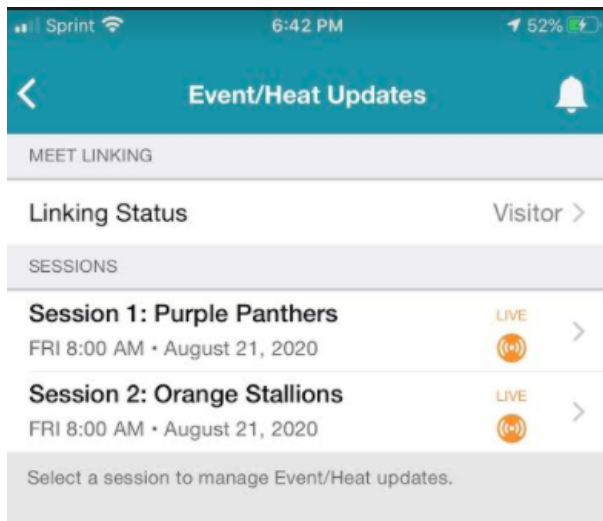 Sprint 6:42 PM 52%
Event/Heat Updates
MEET LINKING
Linking Status Visitor
SESSIONS
Session 1: Purple Panthers LIVE
FRI 8:00 AM • August 21, 2020
Session 2: Orange Stallions LIVE
FRI 8:00 AM • August 21, 2020
Select a session to manage Event/Heat updates.